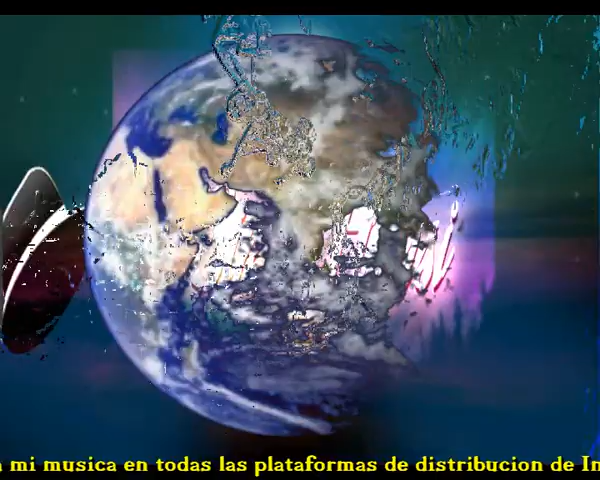 mi musica en todas las plataformas de distribucion de